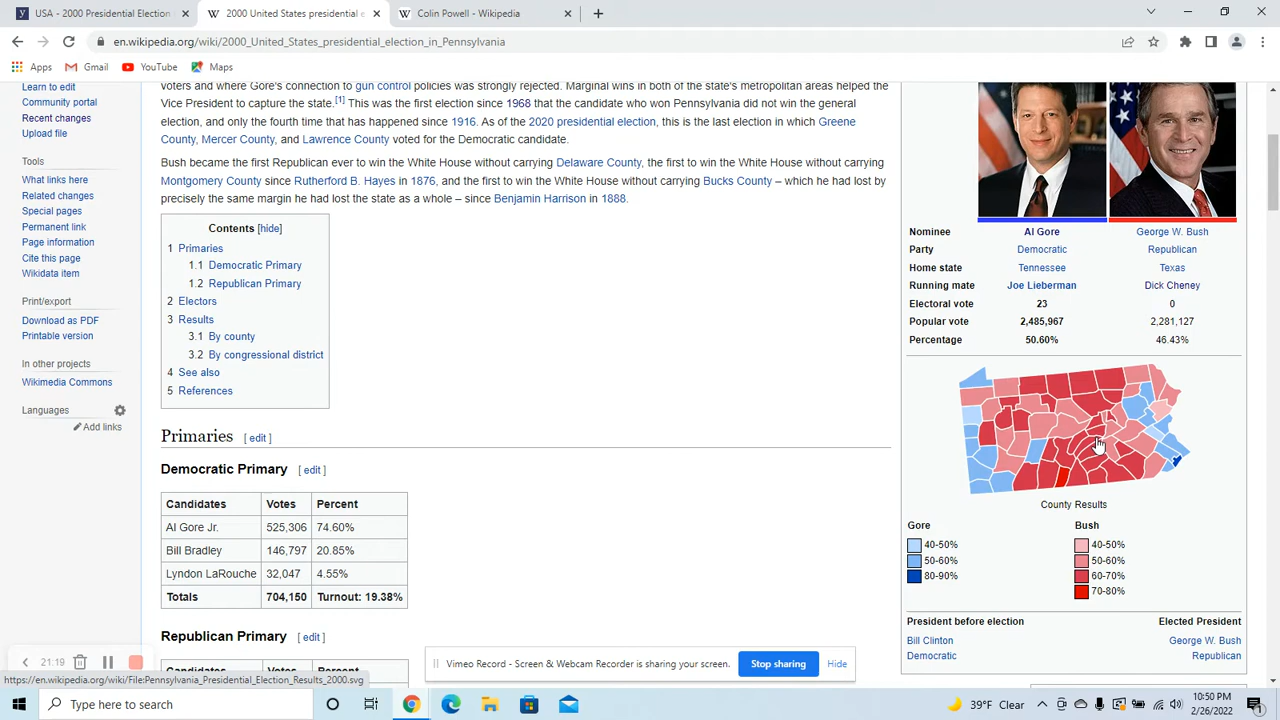 USA - 2000 Presidential Election
2000 United States presidential e
Colin Powell - Wikipedia
en.wikipedia.org/wiki/2000_United_States_presidential_election_in_Pennsylvania
Apps Gmail YouTube Maps
Learn to edit
Community portal
Recent changes
Upload file
Tools
What links here
Related changes
Special pages
Permanent link
Page information
Cite this page
Wikidata item
Print/export
Download as PDF
Printable version
In other projects
Wikimedia Commons
Languages
Add links
voters and where Gore's connection to gun control policies was strongly rejected. Marginal wins in both of the state's metropolitan areas helped the
Vice President to capture the state.[1] This was the first election since 1968 that the candidate who won Pennsylvania did not win the general
election, and only the fourth time that has happened since 1916. As of the 2020 presidential election, this is the last election in which Greene
County, Mercer County, and Lawrence County voted for the Democratic candidate.
Bush became the first Republican ever to win the White House without carrying Delaware County, the first to win the White House without carrying
Montgomery County since Rutherford B. Hayes in 1876, and the first to win the White House without carrying Bucks County – which he had lost by
precisely the same margin he had lost the state as a whole – since Benjamin Harrison in 1888.
Contents [hide]
1 Primaries
1.1 Democratic Primary
1.2 Republican Primary
2 Electors
3 Results
3.1 By county
3.2 By congressional district
4 See also
5 References
Primaries [ edit ]
Democratic Primary [ edit ]
Candidates Votes Percent
Al Gore Jr. 525,306 74.60%
Bill Bradley 146,797 20.85%
Lyndon LaRouche 32,047 4.55%
Totals 704,150 Turnout: 19.38%
Republican Primary [ edit ]
Candidates Votes Percent
Nominee Al Gore George W. Bush
Party Democratic Republican
Home state Tennessee Texas
Running mate Joe Lieberman Dick Cheney
Electoral vote 23 0
Popular vote 2,485,967 2,281,127
Percentage 50.60% 46.43%
County Results
Gore Bush
40-50% 40-50%
50-60% 50-60%
80-90% 60-70%
70-80%
President before election Elected President
Bill Clinton George W. Bush
Democratic Republican
21:19
Vimeo Record - Screen & Webcam Recorder is sharing your screen. Stop sharing Hide
https://en.wikipedia.org/wiki/File:Pennsylvania_Presidential_Election_Results_2000.svg
Type here to search
39°F Clear
10:50 PM
2/26/2022
1